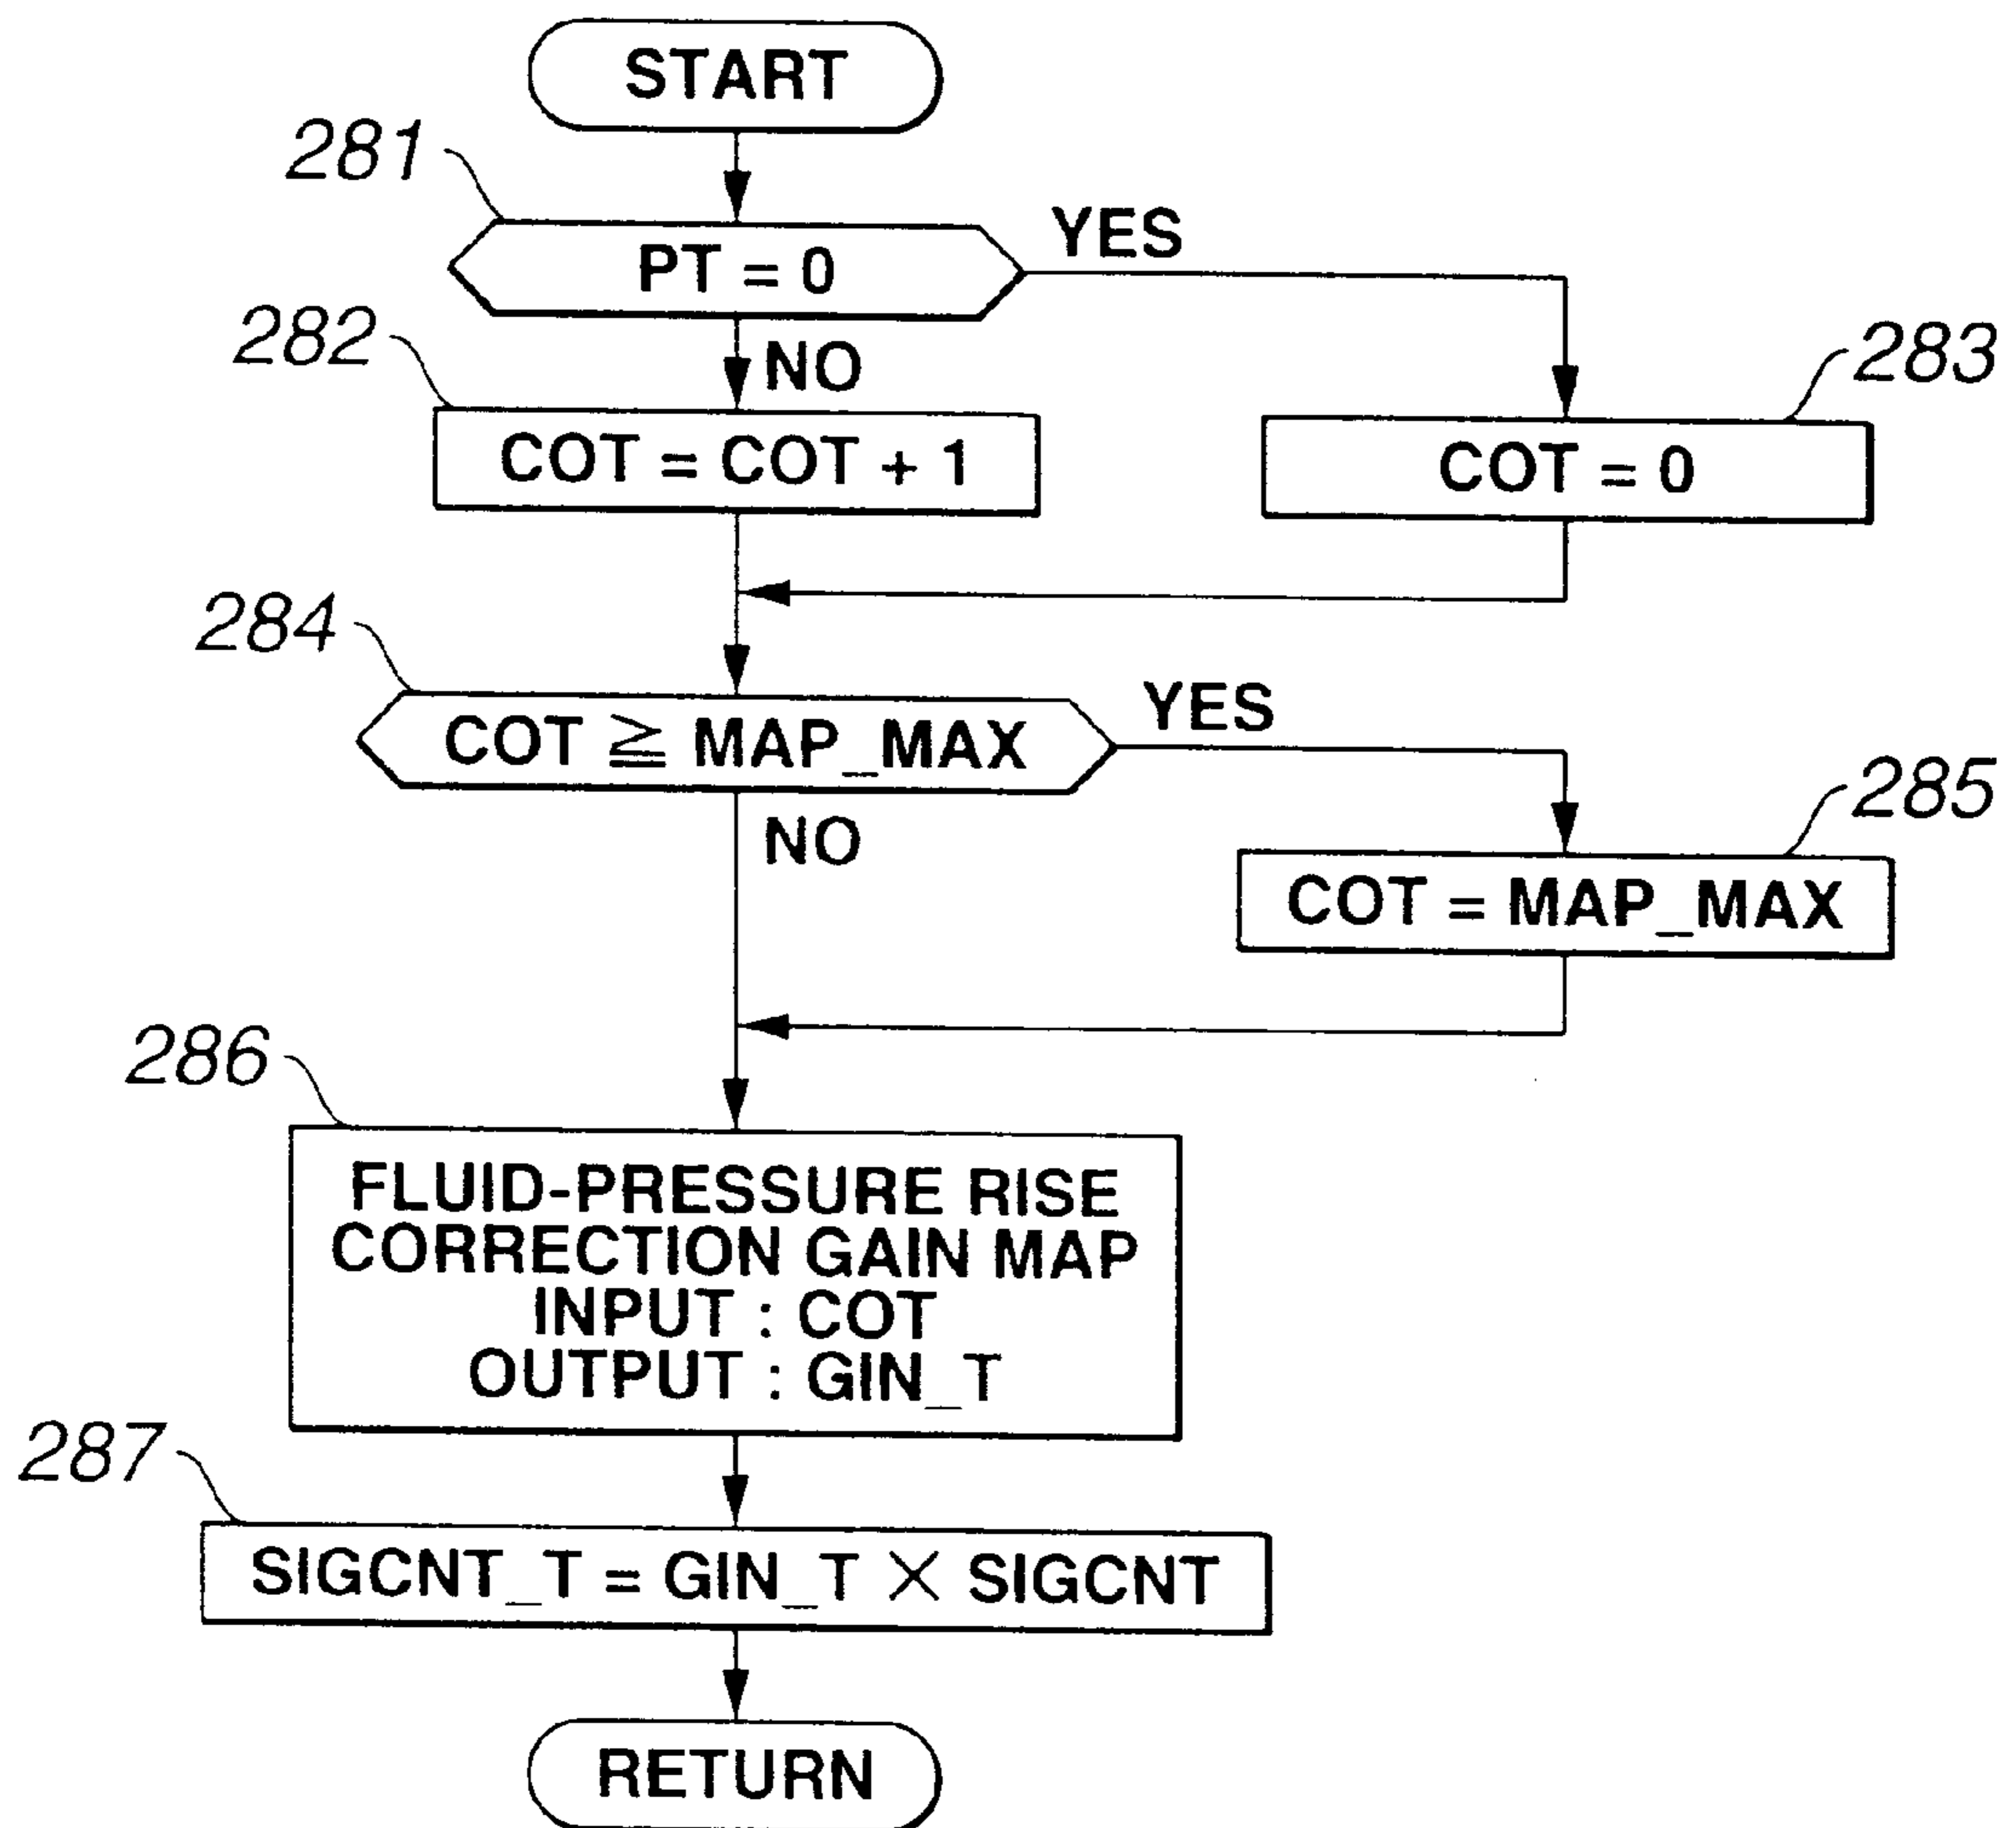 START
281
PT = 0
YES
282
NO
283
COT = COT + 1
COT = 0
284
COT ≧ MAP_MAX
YES
285
NO
COT = MAP_MAX
286
FLUID-PRESSURE RISE
CORRECTION GAIN MAP
INPUT : COT
OUTPUT : GIN_T
287
SIGCNT_T = GIN_T × SIGCNT
RETURN